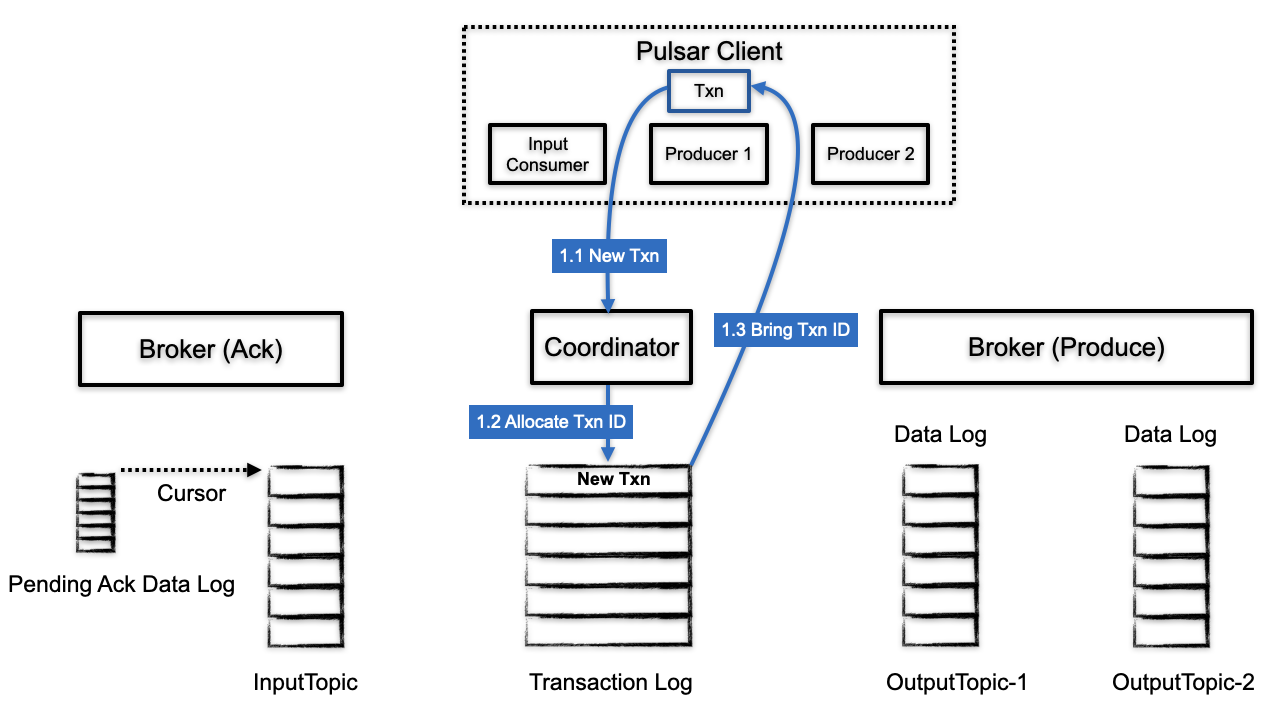 Pulsar Client
Txn
Input
Consumer
Producer 1
Producer 2
1.1 New Txn
Broker (Ack)
Coordinator
1.3 Bring Txn ID
Broker (Produce)
1.2 Allocate Txn ID
Data Log
Data Log
Cursor
New Txn
Pending Ack Data Log
InputTopic
Transaction Log
OutputTopic-1
OutputTopic-2